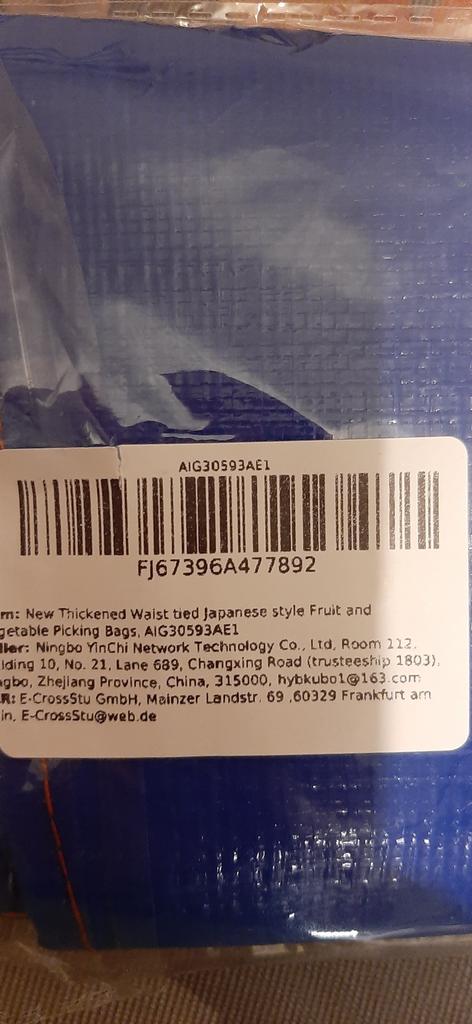 AIG30593AE1
FJ67396A477892
m: New Thickened Waist tied Japanese style Fruit and
getable Picking Bags, AIG30593AE1
ller: Ningbo YinChi Network Technology Co., Ltd, Room 112,
lding 10, No. 21, Lane 689, Changxing Road (trusteeship 1803),
gbo, Zhejiang Province, China, 315000, hybkubo1@163.com
R: E-CrossStu GmbH, Mainzer Landstr. 69 ,60329 Frankfurt am
in, E-CrossStu@web.de